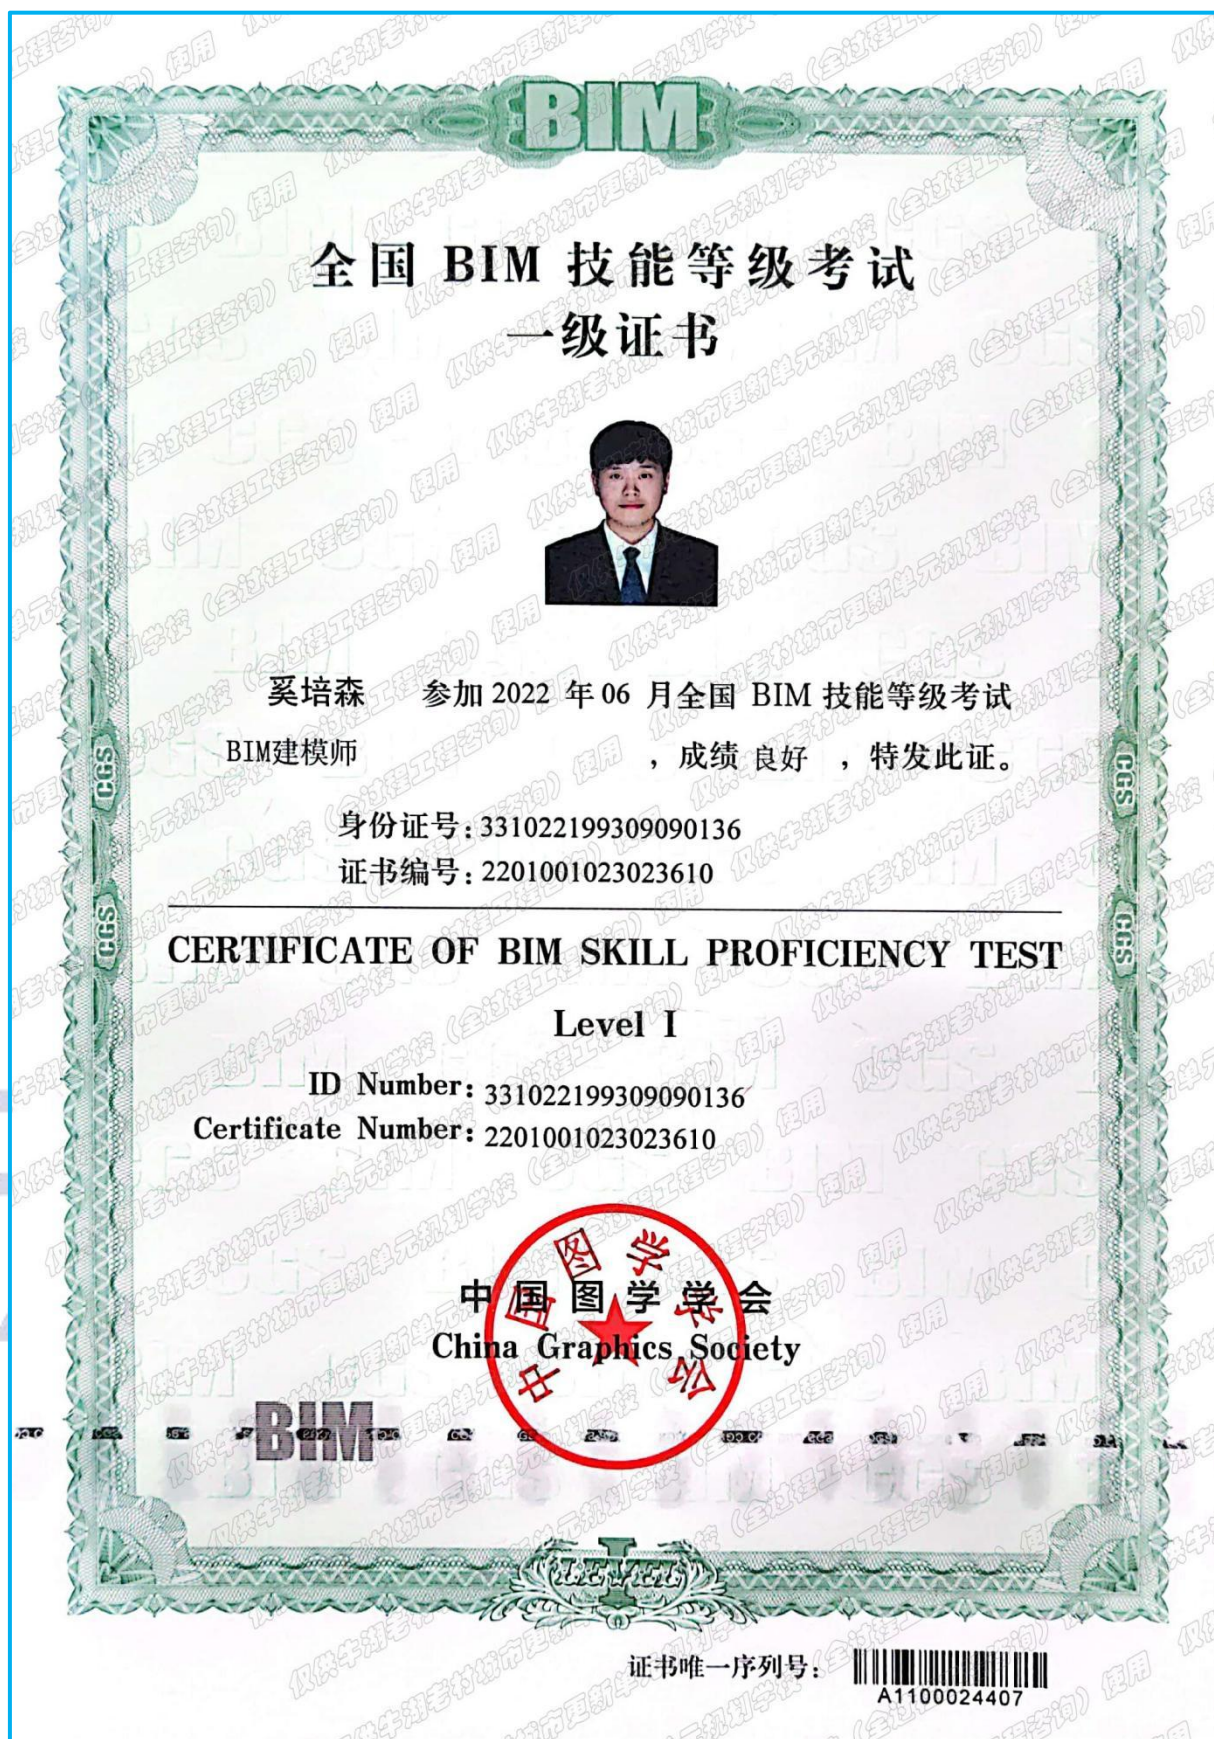 BIM
全国 BIM 技能等级考试
一级证书
奚培森 参加 2022 年 06 月全国 BIM 技能等级考试
BIM建模师 ，成绩 良好 ，特发此证。
身份证号：331022199309090136
证书编号：2201001023023610
CGS
CGS
CGS
CGS
CERTIFICATE OF BIM SKILL PROFICIENCY TEST
Level I
ID Number: 331022199309090136
Certificate Number: 2201001023023610
中国图学学会
中国图学学会
China Graphics Society
BIM
LEVEL I
证书唯一序列号：
A1100024407
仅供牛湖老村城市更新单元规划学校（全过程工程咨询）使用